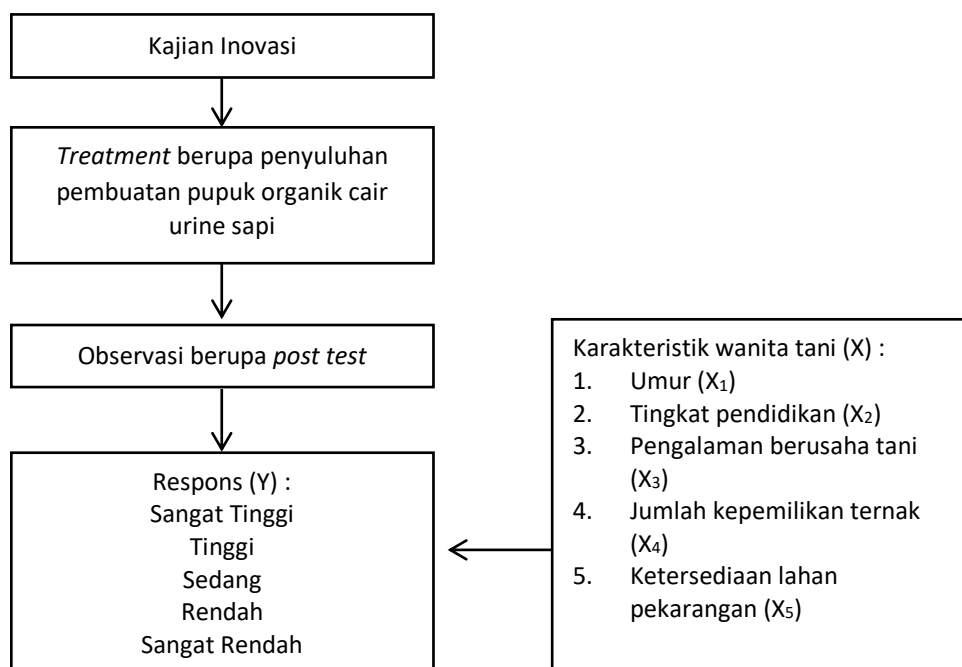 Kajian Inovasi
Treatment berupa penyuluhan
pembuatan pupuk organik cair
urine sapi
Observasi berupa post test
Respons (Y) :
Sangat Tinggi
Tinggi
Sedang
Rendah
Sangat Rendah
Karakteristik wanita tani (X) :
1. Umur (X₁)
2. Tingkat pendidikan (X₂)
3. Pengalaman berusaha tani
(X₃)
4. Jumlah kepemilikan ternak
(X₄)
5. Ketersediaan lahan
pekarangan (X₅)